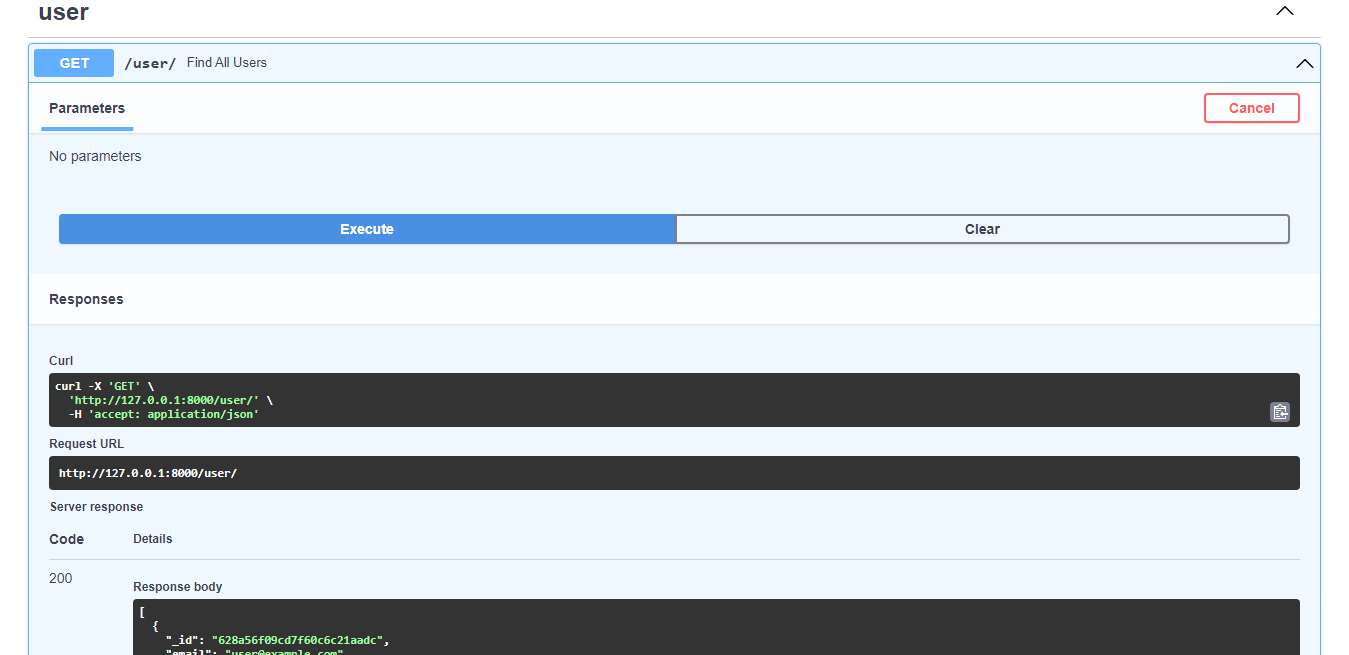 user
GET /user/ Find All Users
Parameters
Cancel
No parameters
Execute
Clear
Responses
Curl
curl -X 'GET' \
'http://127.0.0.1:8000/user/' \
-H 'accept: application/json'
Request URL
http://127.0.0.1:8000/user/
Server response
Code Details
200
Response body
[
{
"_id": "628a56f09cd7f60c6c21aadc",
"email": "user@example.com"